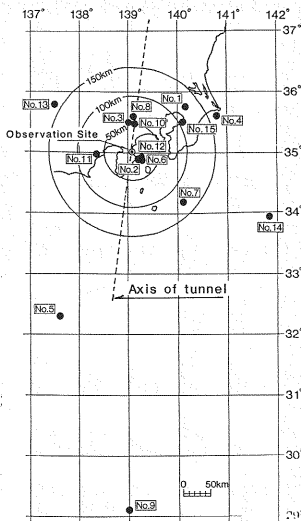 137° 138° 139° 140° 141° 142°
36°
150km
No.13
100km
No.8
No.1
No.3
50km
No.10
No.4
Observation Site
No.15
No.12
35°
No.11
No.6
No.2
No.7
34°
No.14
Axis of tunnel
33°
No.5
32°
31°
30°
0 50km
No.9
29°